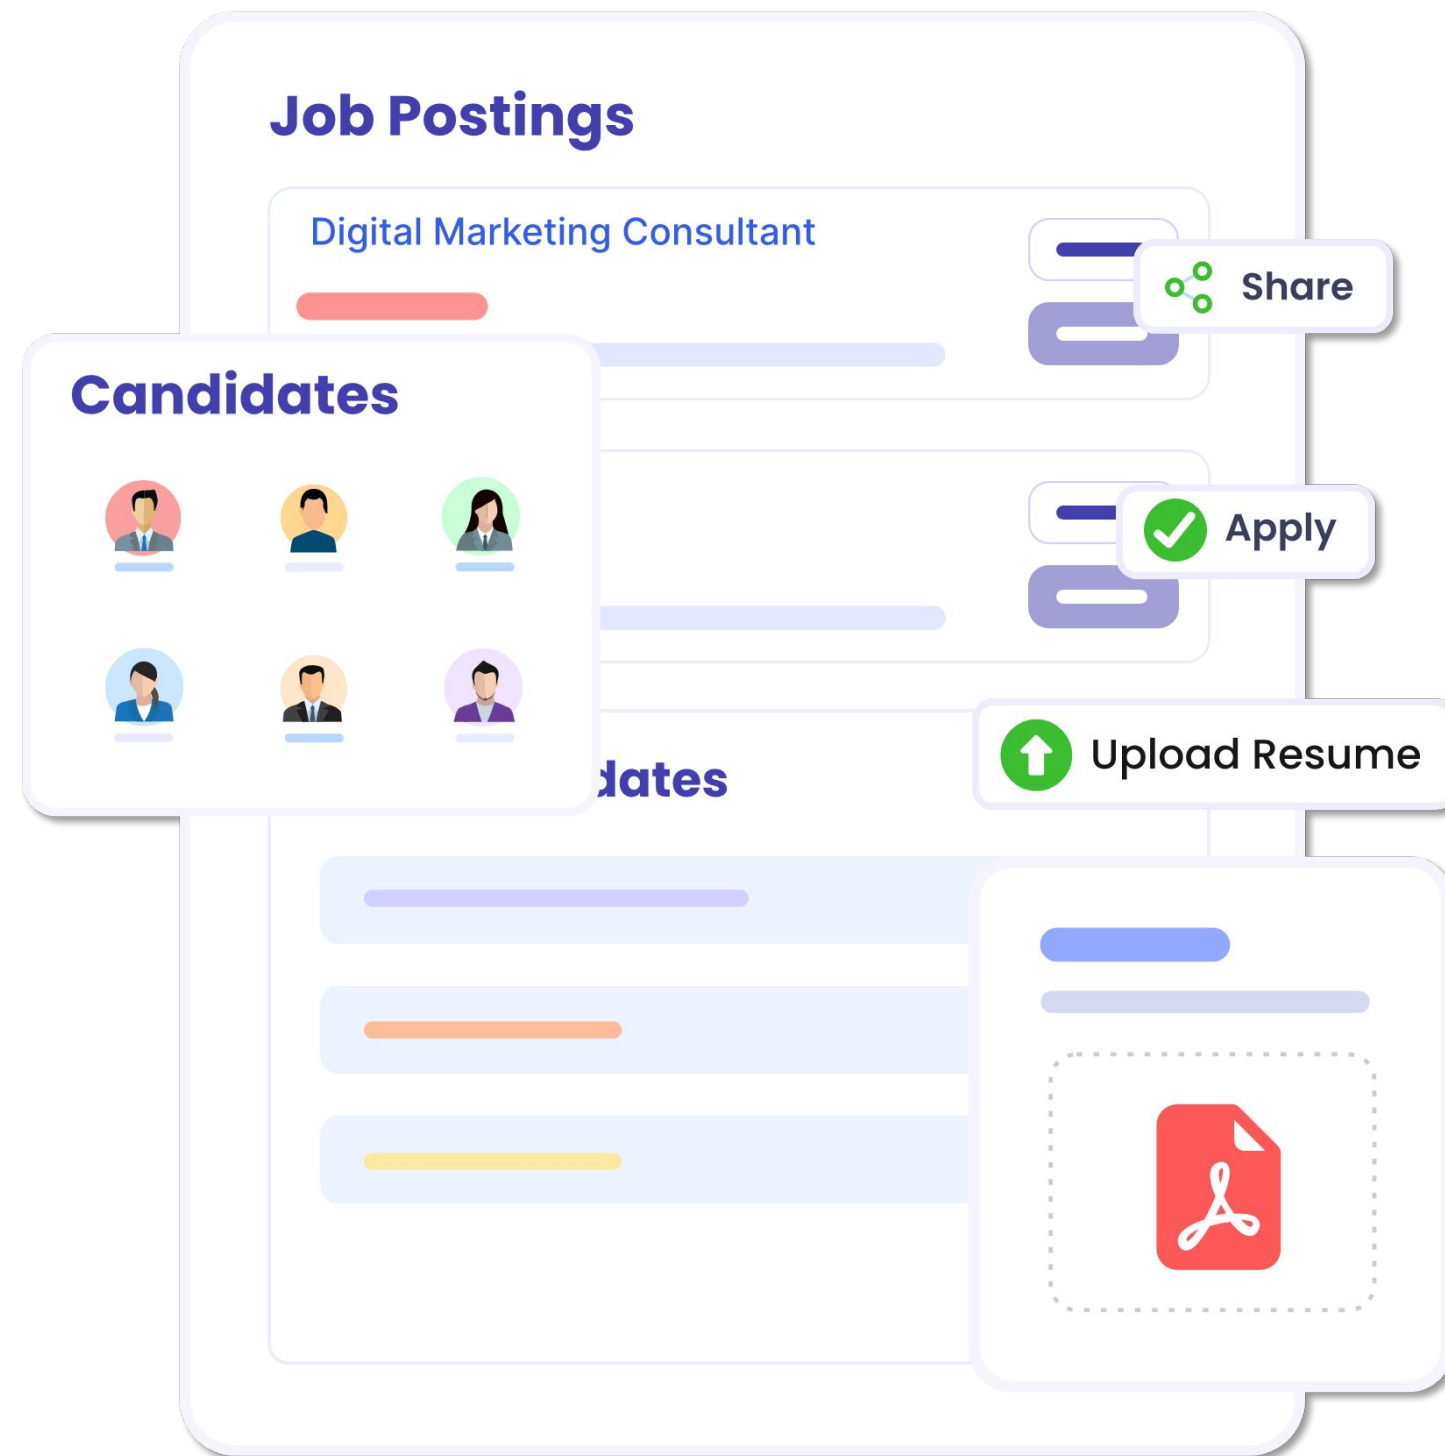 Job Postings
Digital Marketing Consultant
Share
Candidates
Apply
Upload Resume
dates